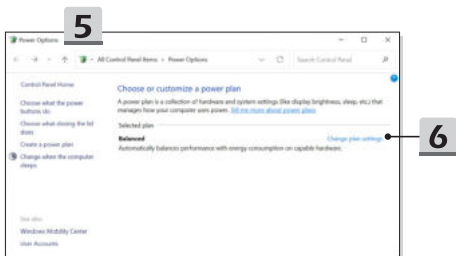 5
Power Options
All Control Panel Items > Power Options
Search Control Panel
Control Panel Home
Choose what the power
buttons do
Choose what closing the lid
does
Create a power plan
Change when the computer
sleeps
Choose or customize a power plan
A power plan is a collection of hardware and system settings (like display brightness, sleep, etc.) that
manages how your computer uses power. Tell me more about power plans
Selected plan
Balanced
Change plan settings
6
Automatically balances performance with energy consumption on capable hardware.
See also
Windows Mobility Center
User Accounts